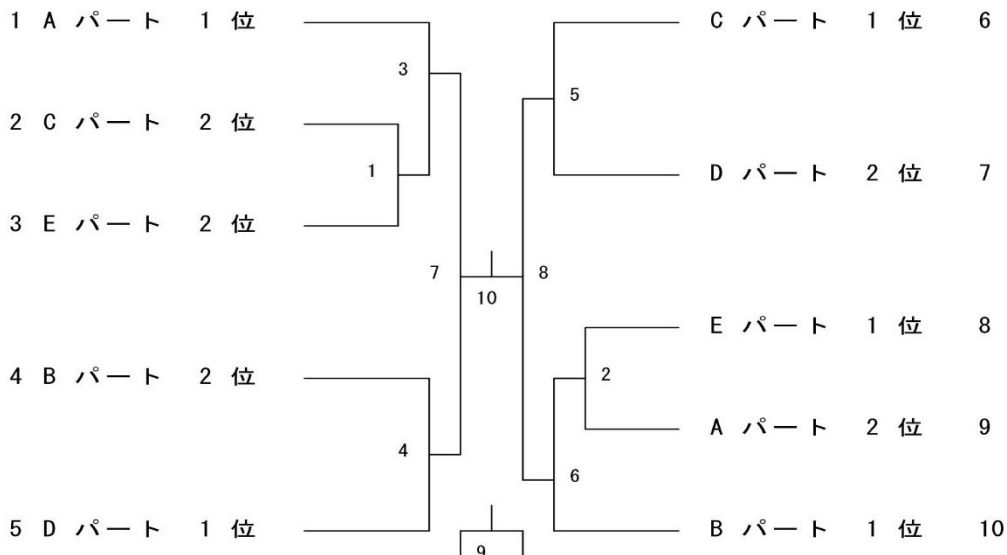 1 A パート 1 位
2 C パート 2 位
3 E パート 2 位
4 B パート 2 位
5 D パート 1 位
3
1
7
4
10
9
8
5
2
6
C パート 1 位 6
D パート 2 位 7
E パート 1 位 8
A パート 2 位 9
B パート 1 位 10